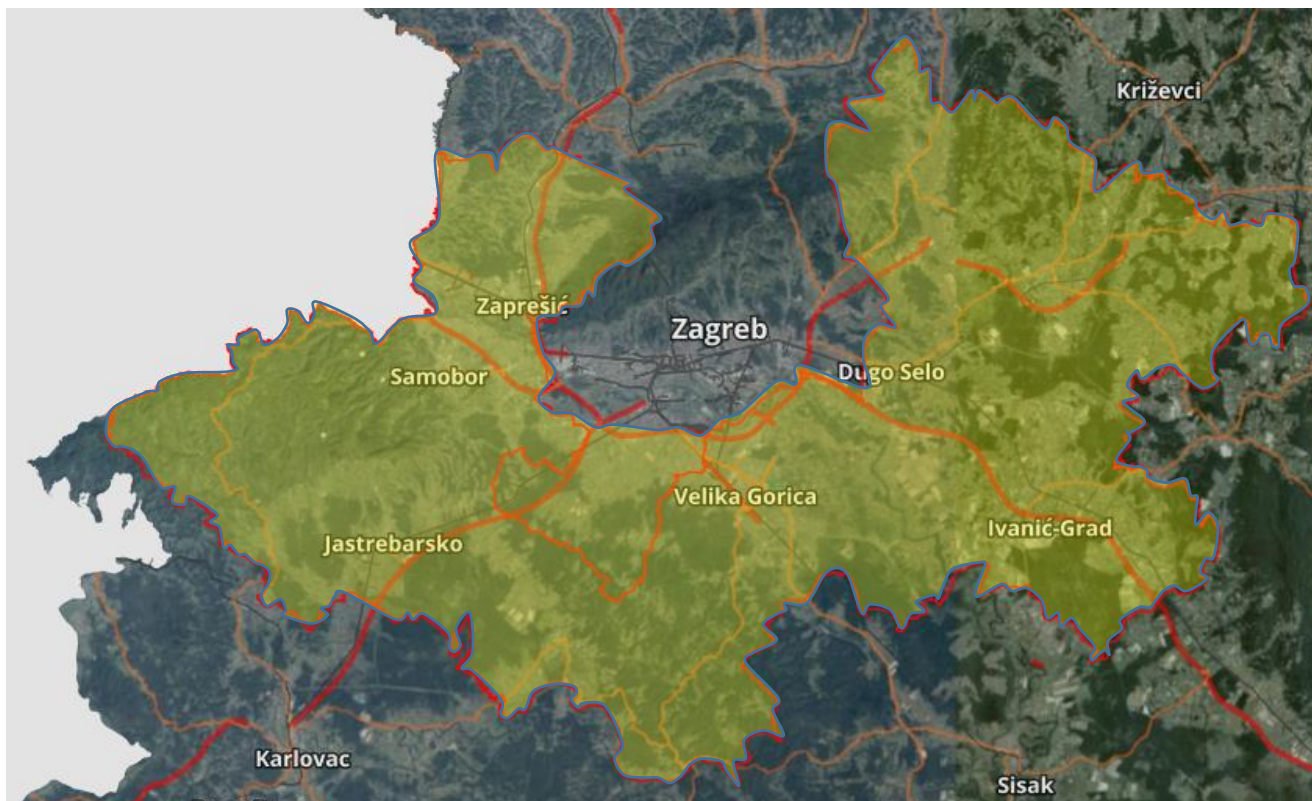 Križevci
Zaprešić
Zagreb
Samobor
Dugo Selo
Velika Gorica
Ivanić-Grad
Jastrebarsko
Karlovac
Sisak